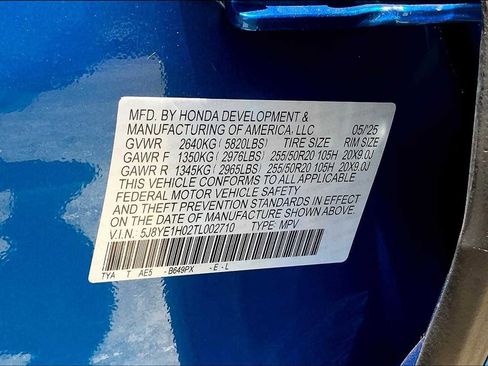 MFD. BY HONDA DEVELOPMENT &
MANUFACTURING OF AMERICA, LLC 05/'25
GVWR 2640KG (5820LBS) TIRE SIZE RIM SIZE
GAWR F 1350KG (2976LBS) 255/50R20 105H 20X9.0J
GAWR R 1345KG (2965LBS) 255/50R20 105H 20X9.0J
THIS VEHICLE CONFORMS TO ALL APPLICABLE
FEDERAL MOTOR VEHICLE SAFETY
AND THEFT PREVENTION STANDARDS IN EFFECT
ON THE DATE OF MANUFACTURE SHOWN ABOVE.
V.I.N. 5J8YE1H02TL002710 TYPE: MPV
TYA T AE5 B649PX - E - L